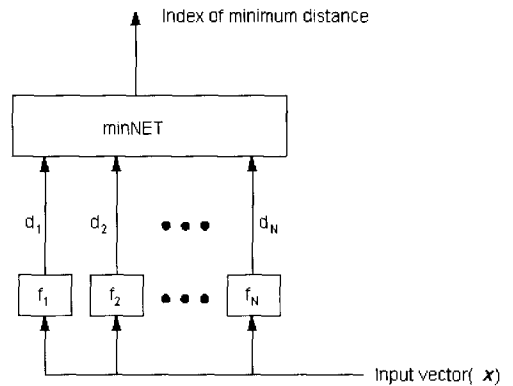 Index of minimum distance
minNET
d1 d2 dN
f1 f2 fN
Input vector( x)